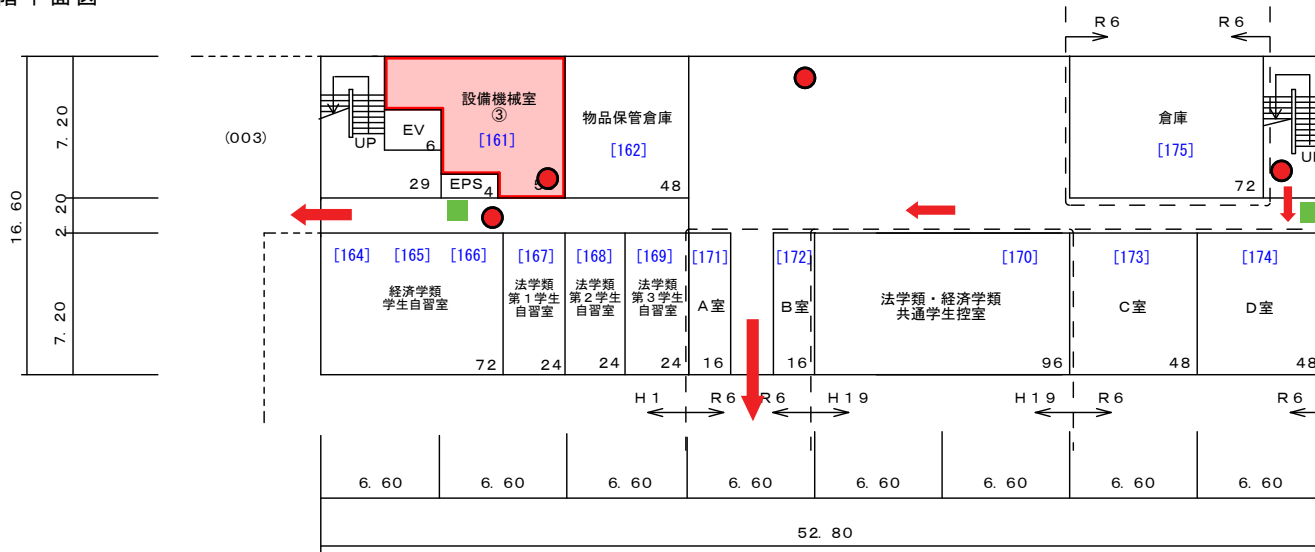 階平面図
R6
R6
7.20
2.20
7.20
16.60
(003)
UP
EV
6
29
設備機械室
③
[161]
EPS
4
5
物品保管倉庫
[162]
48
倉庫
[175]
72
[164]
[165]
[166]
経済学類
学生自習室
72
[167]
法学類
第1学生
自習室
24
[168]
法学類
第2学生
自習室
24
[169]
法学類
第3学生
自習室
24
[171]
A室
16
[172]
B室
16
[170]
法学類・経済学類
共通学生控室
96
[173]
C室
48
[174]
D室
48
H1
R6
R6
H19
H19
R6
R6
6.60
6.60
6.60
6.60
6.60
6.60
6.60
6.60
52.80